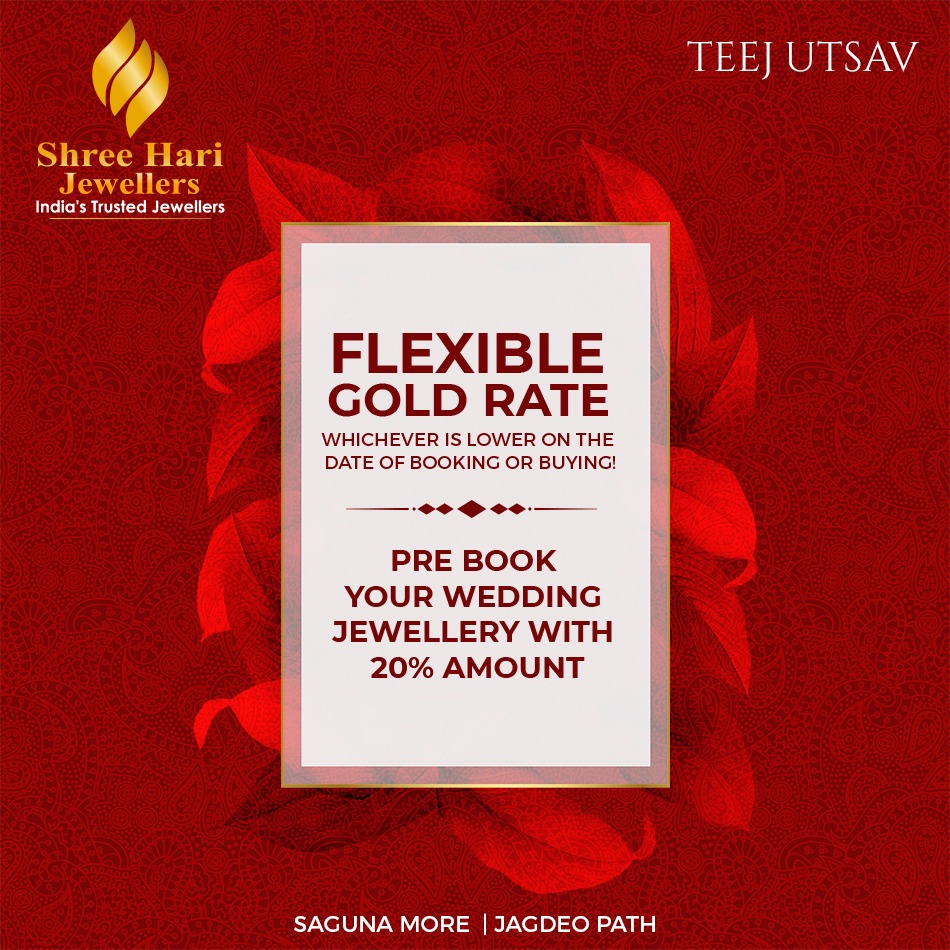 Shree Hari
Jewellers
India's Trusted Jewellers
TEEJ UTSAV
FLEXIBLE
GOLD RATE
WHICHEVER IS LOWER ON THE
DATE OF BOOKING OR BUYING!
PRE BOOK
YOUR WEDDING
JEWELLERY WITH
20% AMOUNT
SAGUNA MORE | JAGDEO PATH